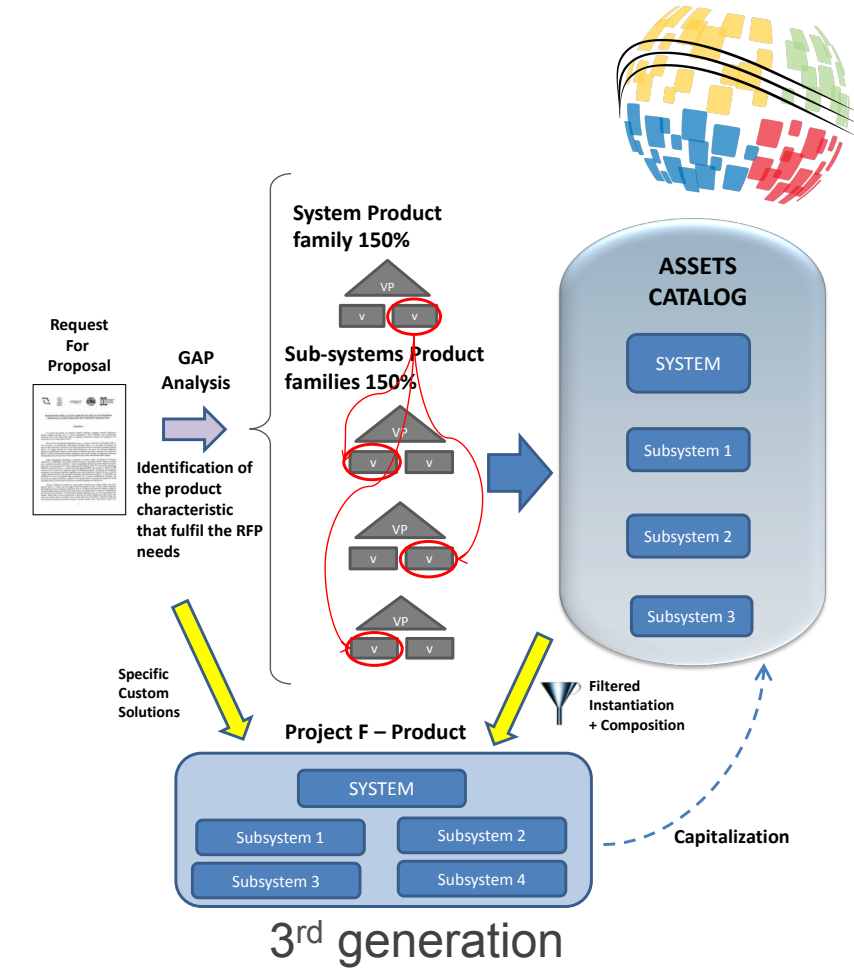 System Product
family 150%
VP
v
v
Request
For
Proposal
GAP
Analysis
Identification of
the product
characteristic
that fulfil the RFP
needs
Sub-systems Product
families 150%
VP
v
v
VP
v
v
VP
v
v
ASSETS
CATALOG
SYSTEM
Subsystem 1
Subsystem 2
Subsystem 3
Specific
Custom
Solutions
Filtered
Instantiation
+ Composition
Project F – Product
SYSTEM
Subsystem 1
Subsystem 2
Subsystem 3
Subsystem 4
Capitalization
3rd generation